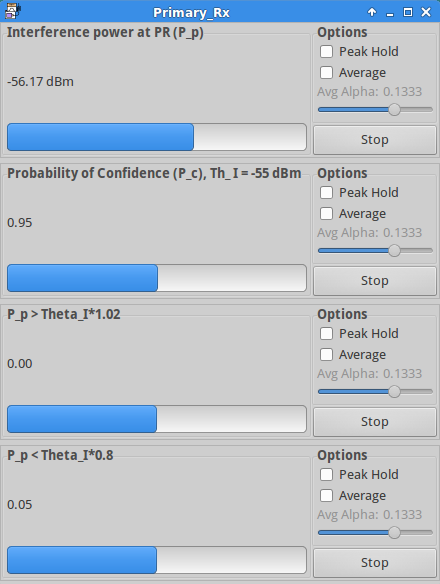 Primary_Rx
Interference power at PR (P_p)
Options
Peak Hold
-56.17 dBm
Average
Avg Alpha: 0.1333
Stop
Probability of Confidence (P_c), Th_I = -55 dBm
Options
Peak Hold
0.95
Average
Avg Alpha: 0.1333
Stop
P_p > Theta_I*1.02
Options
Peak Hold
0.00
Average
Avg Alpha: 0.1333
Stop
P_p < Theta_I*0.8
Options
Peak Hold
0.05
Average
Avg Alpha: 0.1333
Stop